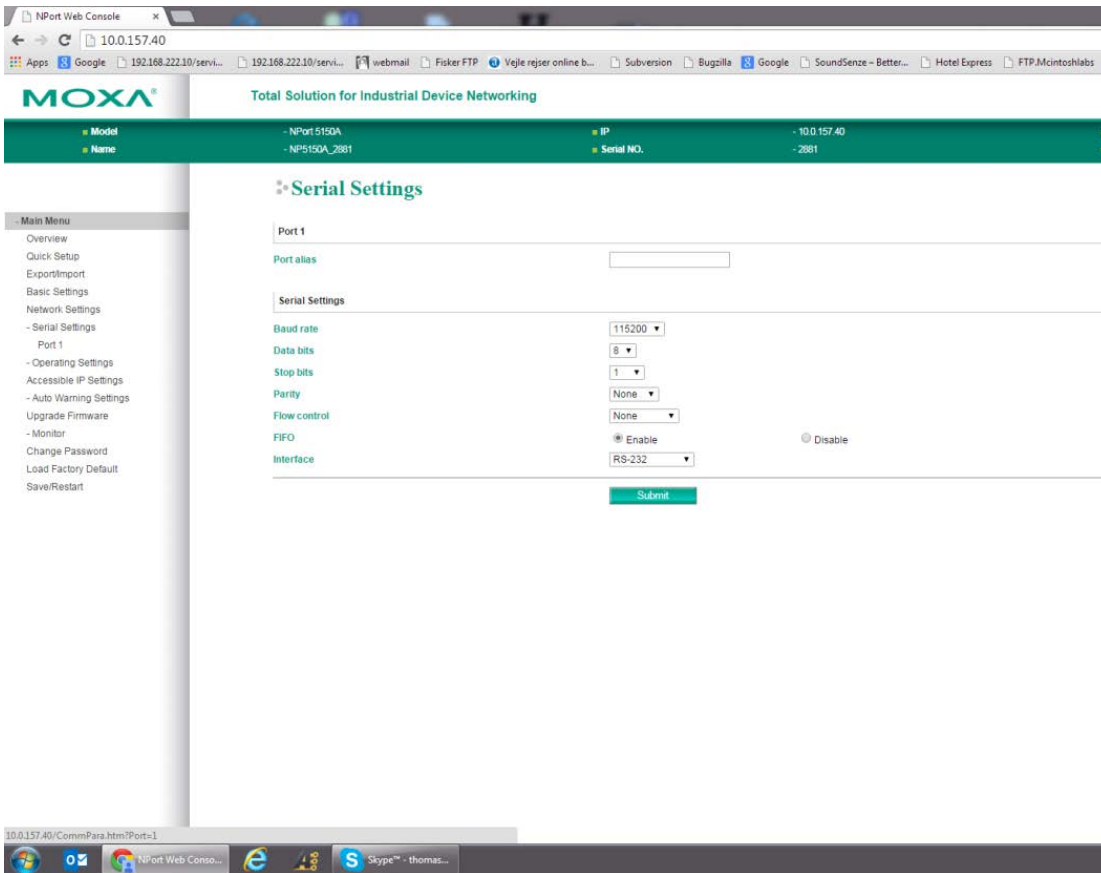 NPort Web Console
10.0.157.40
Apps Google 192.168.222.10/servi... 192.168.222.10/servi... webmail Fisker FTP Vejle rejser online b... Subversion Bugzilla Google SoundSenze – Better... Hotel Express FTP.Mcintoshlabs
MOXA® Total Solution for Industrial Device Networking
Model - NPort 5150A IP - 10.0.157.40
Name - NP5150A_2881 Serial NO. - 2881
Serial Settings
- Main Menu
Overview
Quick Setup
Export/Import
Basic Settings
Network Settings
- Serial Settings
Port 1
- Operating Settings
Accessible IP Settings
- Auto Warning Settings
Upgrade Firmware
- Monitor
Change Password
Load Factory Default
Save/Restart
Port 1
Port alias
Serial Settings
Baud rate 115200
Data bits 8
Stop bits 1
Parity None
Flow control None
FIFO Enable Disable
Interface RS-232
Submit
10.0.157.40/CommPara.htm?Port=1
NPort Web Conso... Skype™ - thomas...